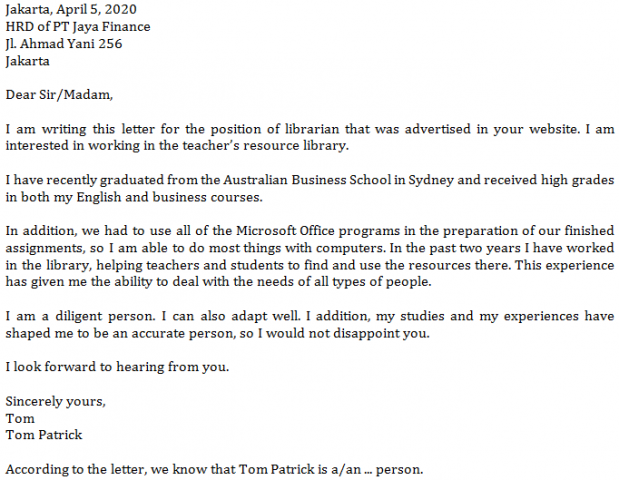 Jakarta, April 5, 2020
HRD of PT Jaya Finance
Jl. Ahmad Yani 256
Jakarta
Dear Sir/Madam,
I am writing this letter for the position of librarian that was advertised in your website. I am
interested in working in the teacher's resource library.
I have recently graduated from the Australian Business School in Sydney and received high grades
in both my English and business courses.
In addition, we had to use all of the Microsoft Office programs in the preparation of our finished
assignments, so I am able to do most things with computers. In the past two years I have worked
in the library, helping teachers and students to find and use the resources there. This experience
has given me the ability to deal with the needs of all types of people.
I am a diligent person. I can also adapt well. I addition, my studies and my experiences have
shaped me to be an accurate person, so I would not disappoint you.
I look forward to hearing from you.
Sincerely yours,
Tom
Tom Patrick
According to the letter, we know that Tom Patrick is a/an ... person.